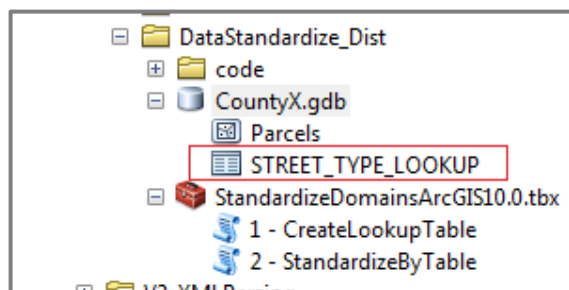 DataStandardize_Dist
code
CountyX.gdb
Parcels
STREET_TYPE_LOOKUP
StandardizeDomainsArcGIS10.0.tbx
1 - CreateLookupTable
2 - StandardizeByTable